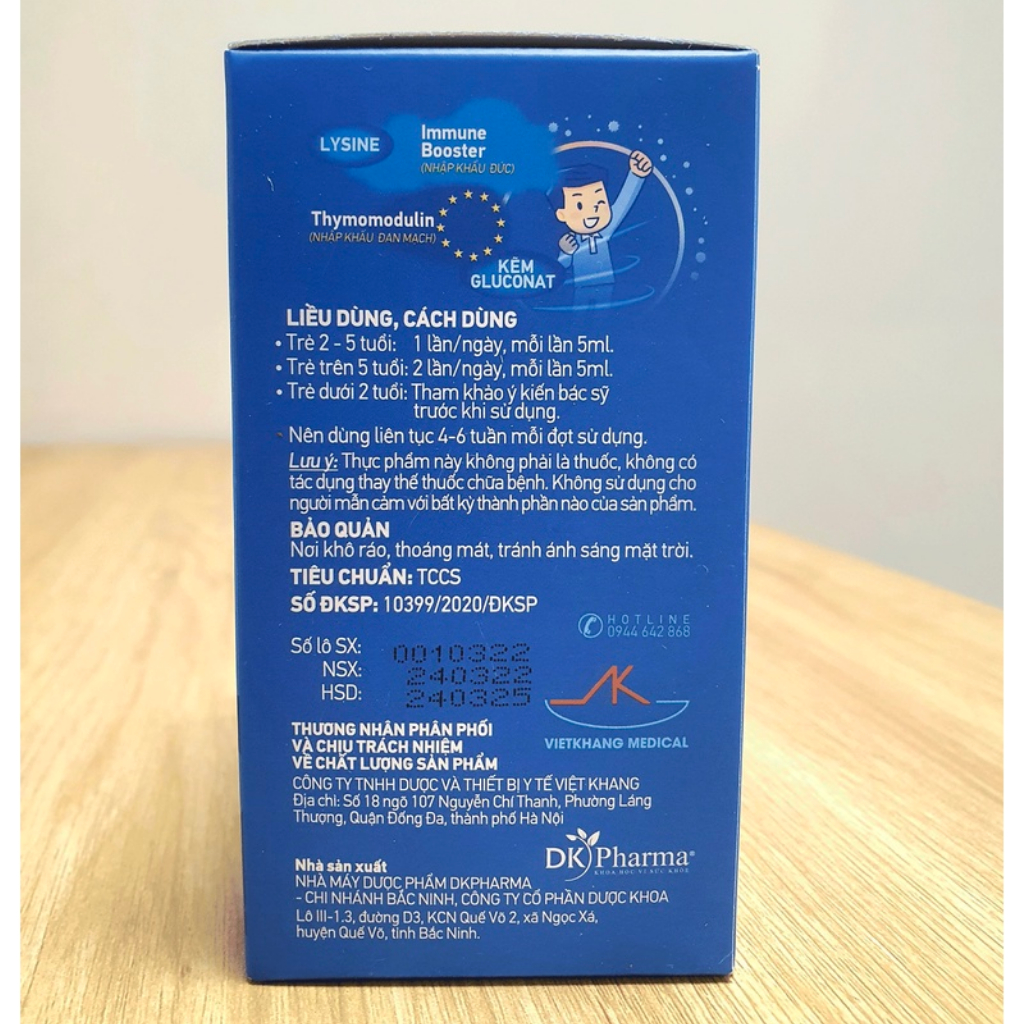 LYSINE
Immune
Booster
(NHẬP KHẨU ĐỨC)
Thymomodulin
(NHẬP KHẨU ĐAN MẠCH)
KẼM
GLUCONAT
LIỀU DÙNG, CÁCH DÙNG
• Trẻ 2 - 5 tuổi: 1 lần/ngày, mỗi lần 5ml.
• Trẻ trên 5 tuổi: 2 lần/ngày, mỗi lần 5ml.
• Trẻ dưới 2 tuổi: Tham khảo ý kiến bác sỹ
trước khi sử dụng.
- Nên dùng liên tục 4-6 tuần mỗi đợt sử dụng.
Lưu ý: Thực phẩm này không phải là thuốc, không có
tác dụng thay thế thuốc chữa bệnh. Không sử dụng cho
người mẫn cảm với bất kỳ thành phần nào của sản phẩm.
BẢO QUẢN
Nơi khô ráo, thoáng mát, tránh ánh sáng mặt trời.
TIÊU CHUẨN: TCCS
SỐ ĐKSP: 10399/2020/ĐKSP
HOTLINE
0944 642 868
Số lô SX: 0010322
NSX: 240322
HSD: 240325
AK
VIETKHANG MEDICAL
THƯƠNG NHÂN PHÂN PHỐI
VÀ CHỊU TRÁCH NHIỆM
VỀ CHẤT LƯỢNG SẢN PHẨM
CÔNG TY TNHH DƯỢC VÀ THIẾT BỊ Y TẾ VIỆT KHANG
Địa chỉ: Số 18 ngõ 107 Nguyễn Chí Thanh, Phường Láng
Thượng, Quận Đống Đa, thành phố Hà Nội
DK Pharma®
KHOA HỌC VÌ SỨC KHỎE
Nhà sản xuất
NHÀ MÁY DƯỢC PHẨM DKPHARMA
- CHI NHÁNH BẮC NINH, CÔNG TY CỔ PHẦN DƯỢC KHOA
Lô III-1.3, đường D3, KCN Quế Võ 2, xã Ngọc Xá,
huyện Quế Võ, tỉnh Bắc Ninh.